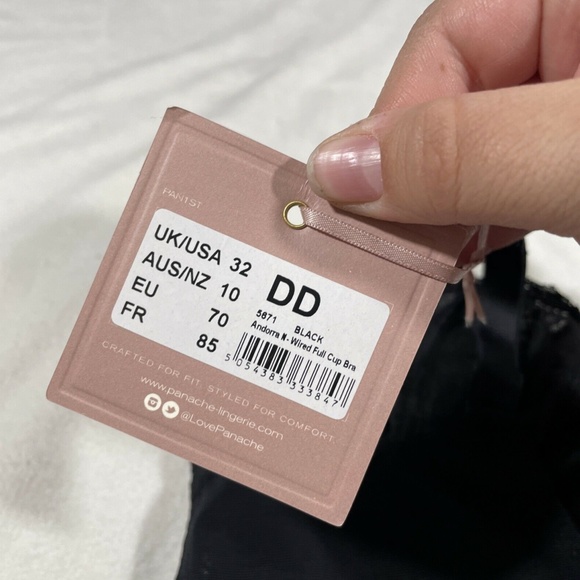 PANTST
UK/USA 32
AUS/NZ 10
EU 70
FR 85
DD
5671 BLACK
Andorra N-Wired Full Cup Bra
5 054383 333847
CRAFTED FOR FIT. STYLED FOR COMFORT.
www.panache-lingerie.com
@LovePanache